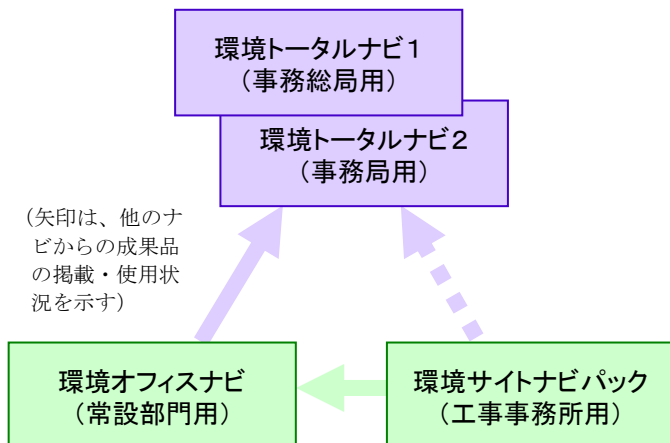 環境トータルナビ１
（事務総局用）
環境トータルナビ２
（事務局用）
（矢印は、他のナ
ビからの成果品
の掲載・使用状
況を示す）
環境オフィスナビ
（常設部門用）
環境サイトナビパック
（工事事務所用）